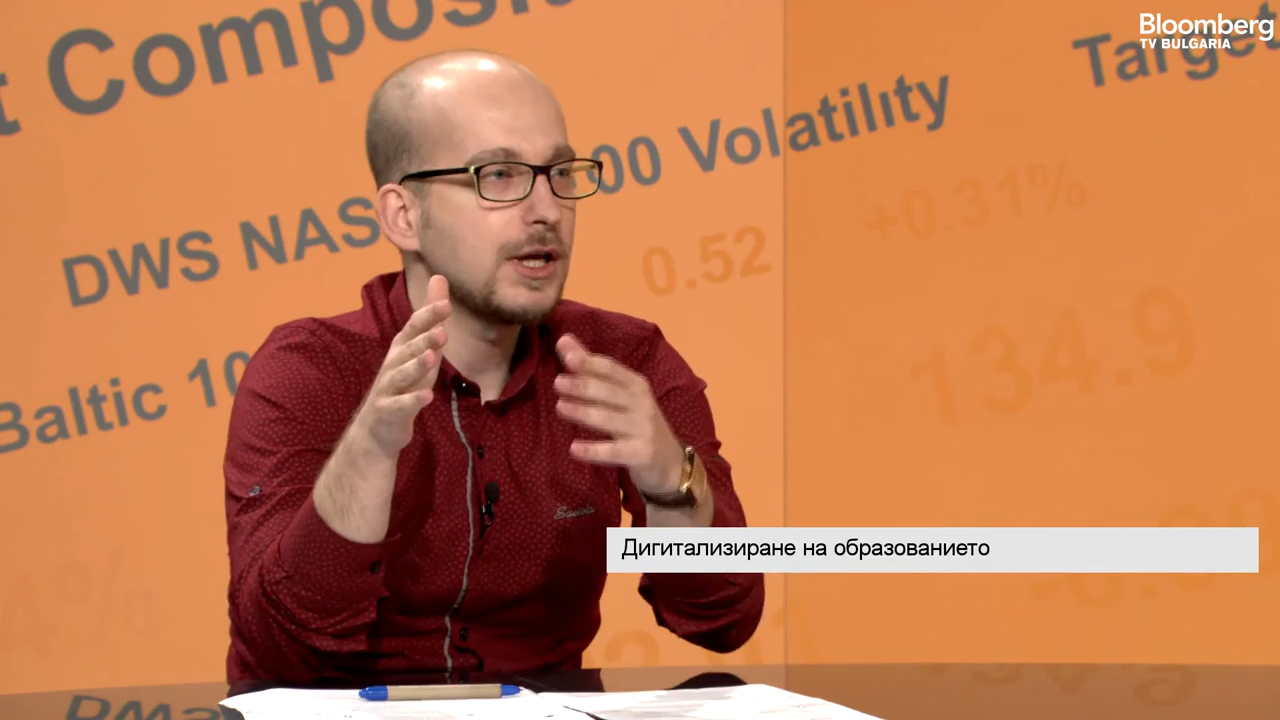 Bloomberg
TV BULGARIA
t Composit
Target
00 Volatility
DWS NAS
+0.31%
0.52
134.9
Baltic 10
Дигитализиране на образованието